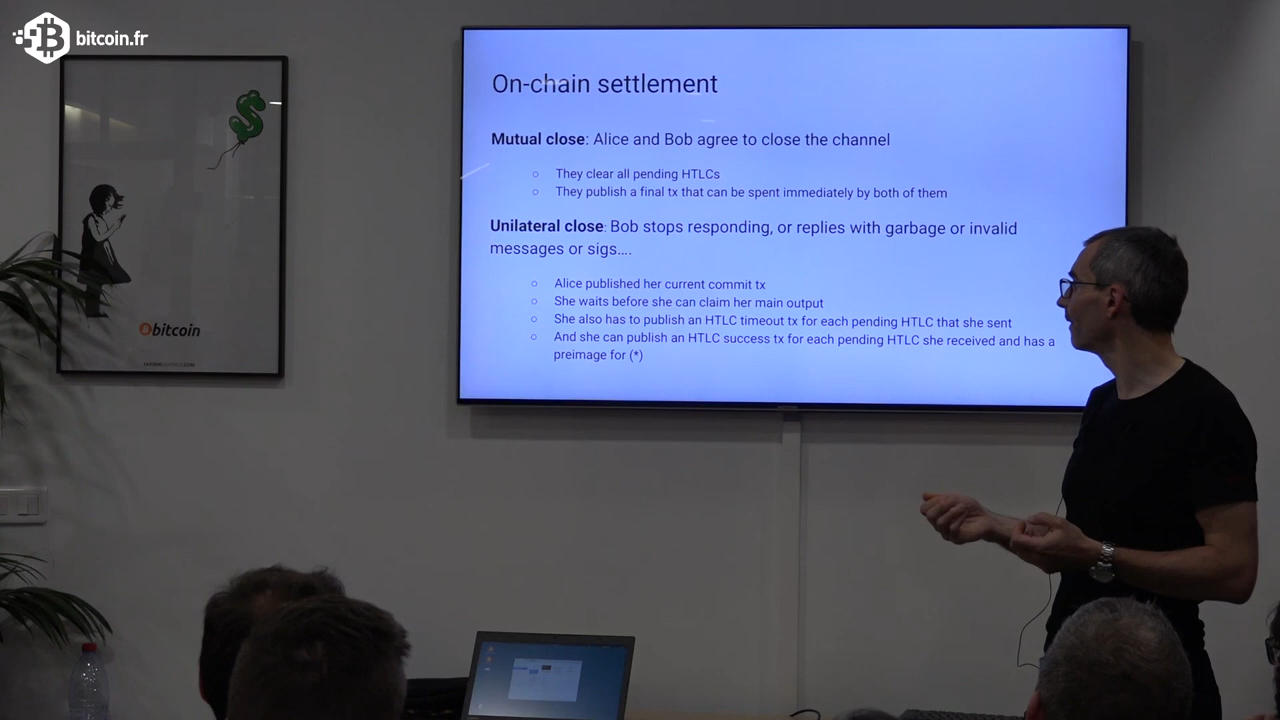 bitcoin.fr
On-chain settlement
Mutual close: Alice and Bob agree to close the channel
○ They clear all pending HTLCs
○ They publish a final tx that can be spent immediately by both of them
Unilateral close: Bob stops responding, or replies with garbage or invalid
messages or sigs....
○ Alice published her current commit tx
○ She waits before she can claim her main output
○ She also has to publish an HTLC timeout tx for each pending HTLC that she sent
○ And she can publish an HTLC success tx for each pending HTLC she received and has a
preimage for (*)
bitcoin